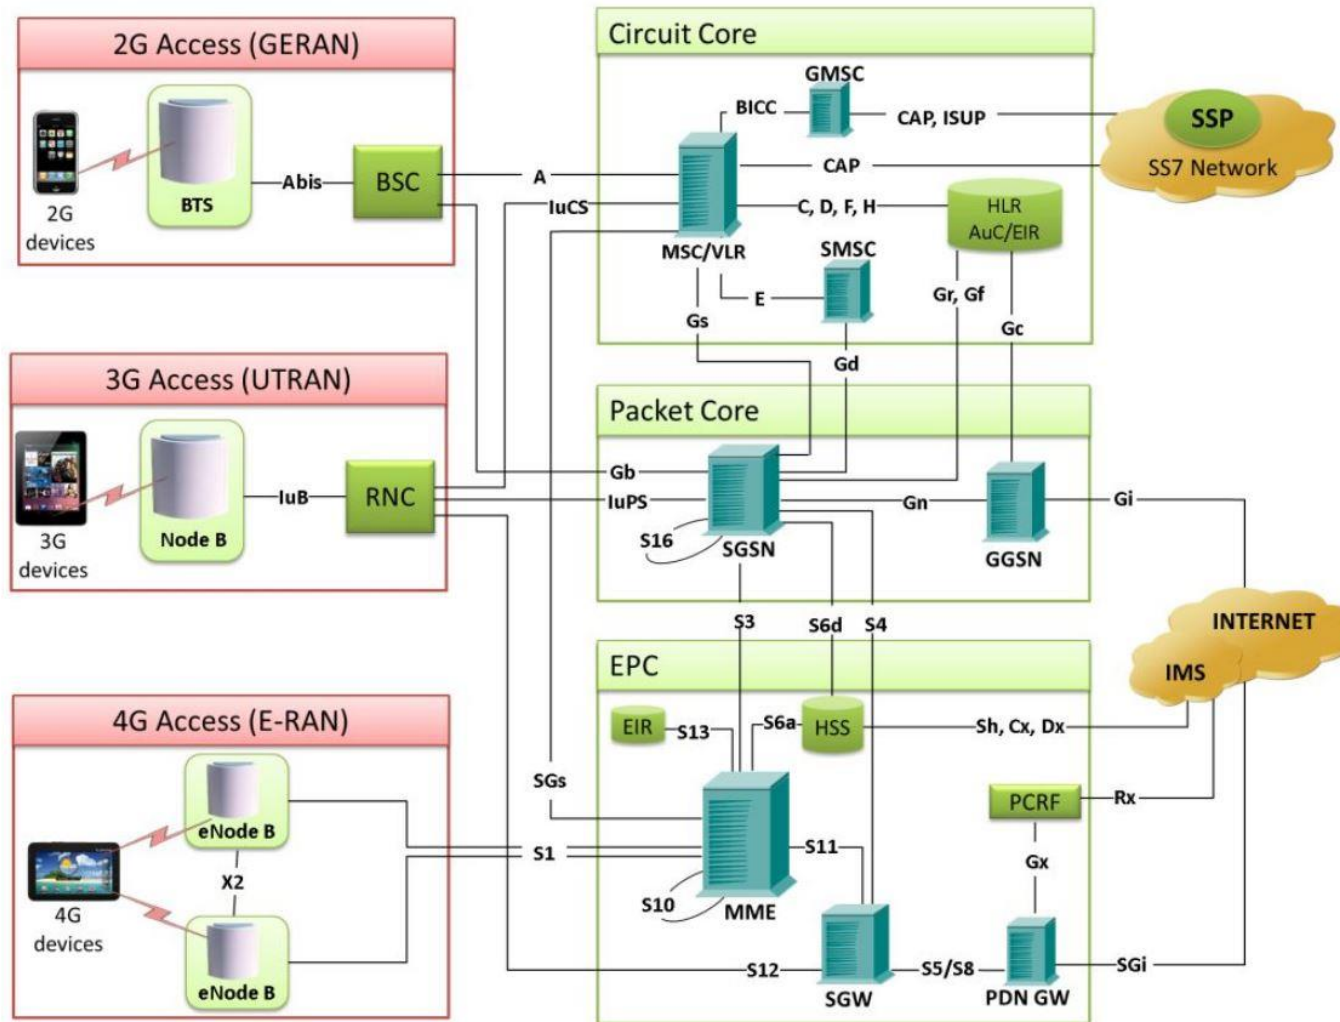 2G Access (GERAN)
2G
devices
BTS
Abis
BSC
Circuit Core
GMSC
BICC
CAP, ISUP
SSP
SS7 Network
A
CAP
IuCS
C, D, F, H
HLR
AuC/EIR
MSC/VLR
SMSC
E
Gr, Gf
Gs
Gc
Gd
3G Access (UTRAN)
3G
devices
Node B
IuB
RNC
Packet Core
Gb
IuPS
Gn
Gi
S16
SGSN
GGSN
S3
S6d
S4
INTERNET
IMS
4G Access (E-RAN)
4G
devices
eNode B
X2
eNode B
EPC
EIR
S13
S6a
HSS
Sh, Cx, Dx
SGs
PCRF
Rx
S1
S11
Gx
S10
MME
S12
SGW
S5/S8
PDN GW
SGi